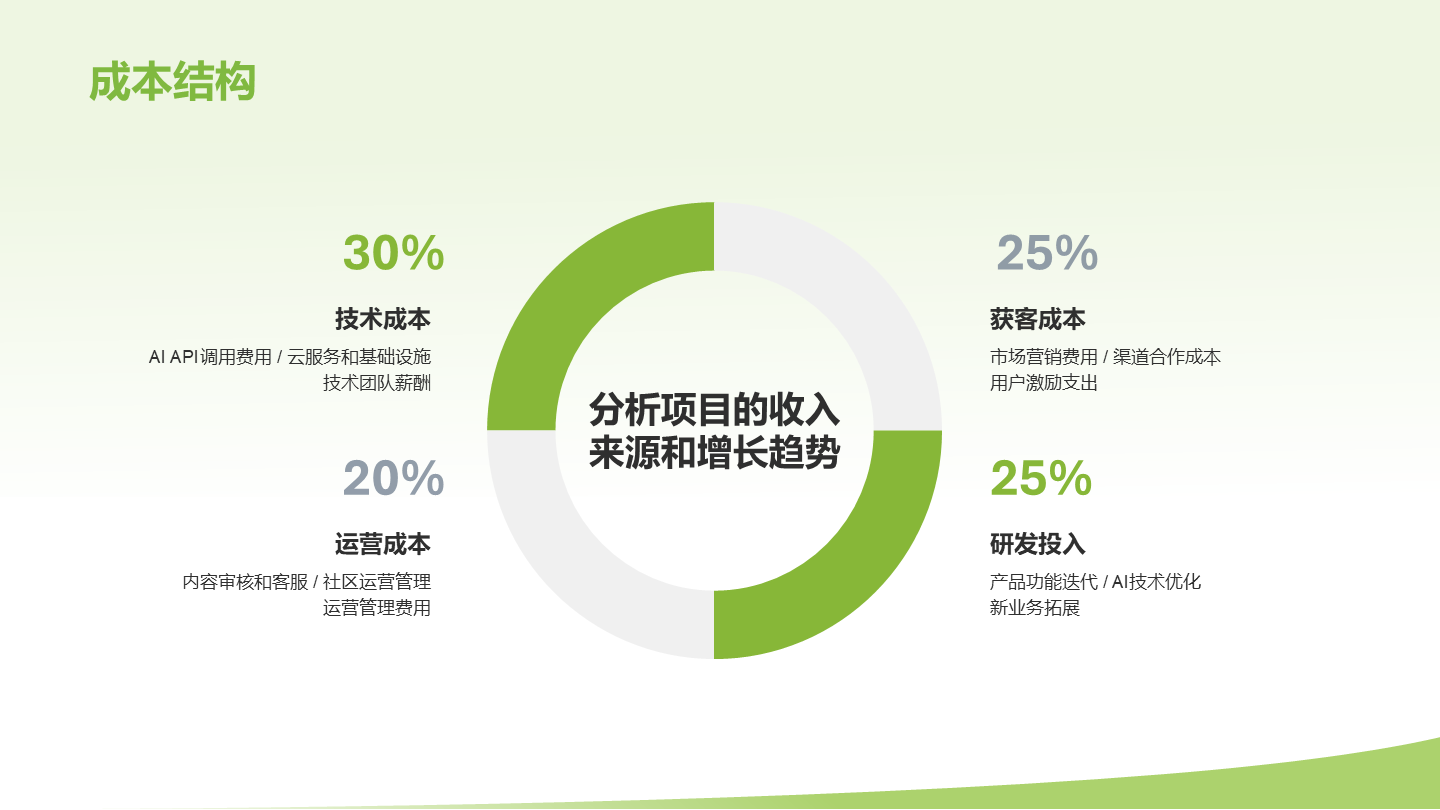 成本结构
30%
技术成本
AI API调用费用 / 云服务和基础设施
技术团队薪酬
20%
运营成本
内容审核和客服 / 社区运营管理
运营管理费用
分析项目的收入
来源和增长趋势
25%
获客成本
市场营销费用 / 渠道合作成本
用户激励支出
25%
研发投入
产品功能迭代 / AI技术优化
新业务拓展